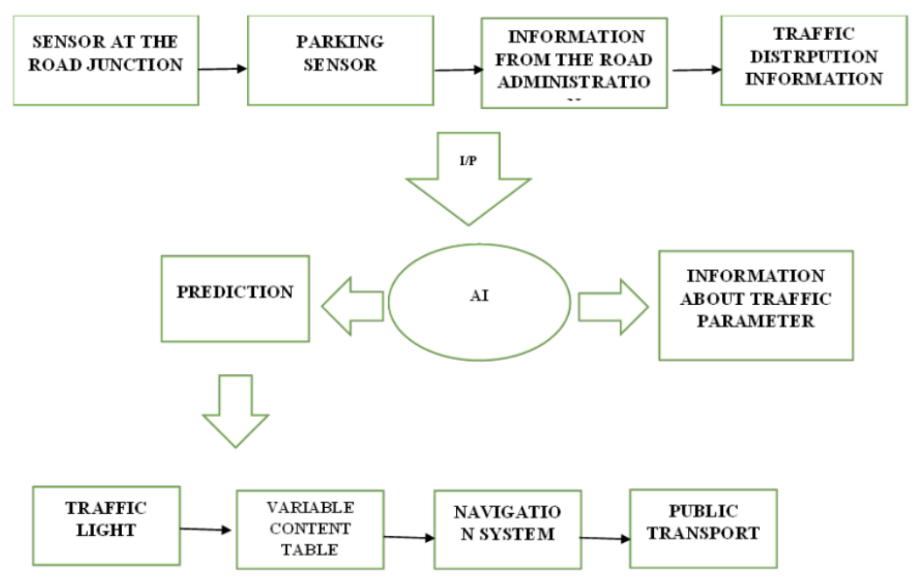 SENSOR AT THE
ROAD JUNCTION
PARKING
SENSOR
INFORMATION
FROM THE ROAD
ADMINISTRATIO
TRAFFIC
DISTRPUTION
INFORMATION
I/P
PREDICTION
AI
INFORMATION
ABOUT TRAFFIC
PARAMETER
TRAFFIC
LIGHT
VARIABLE
CONTENT
TABLE
NAVIGATIO
N SYSTEM
PUBLIC
TRANSPORT